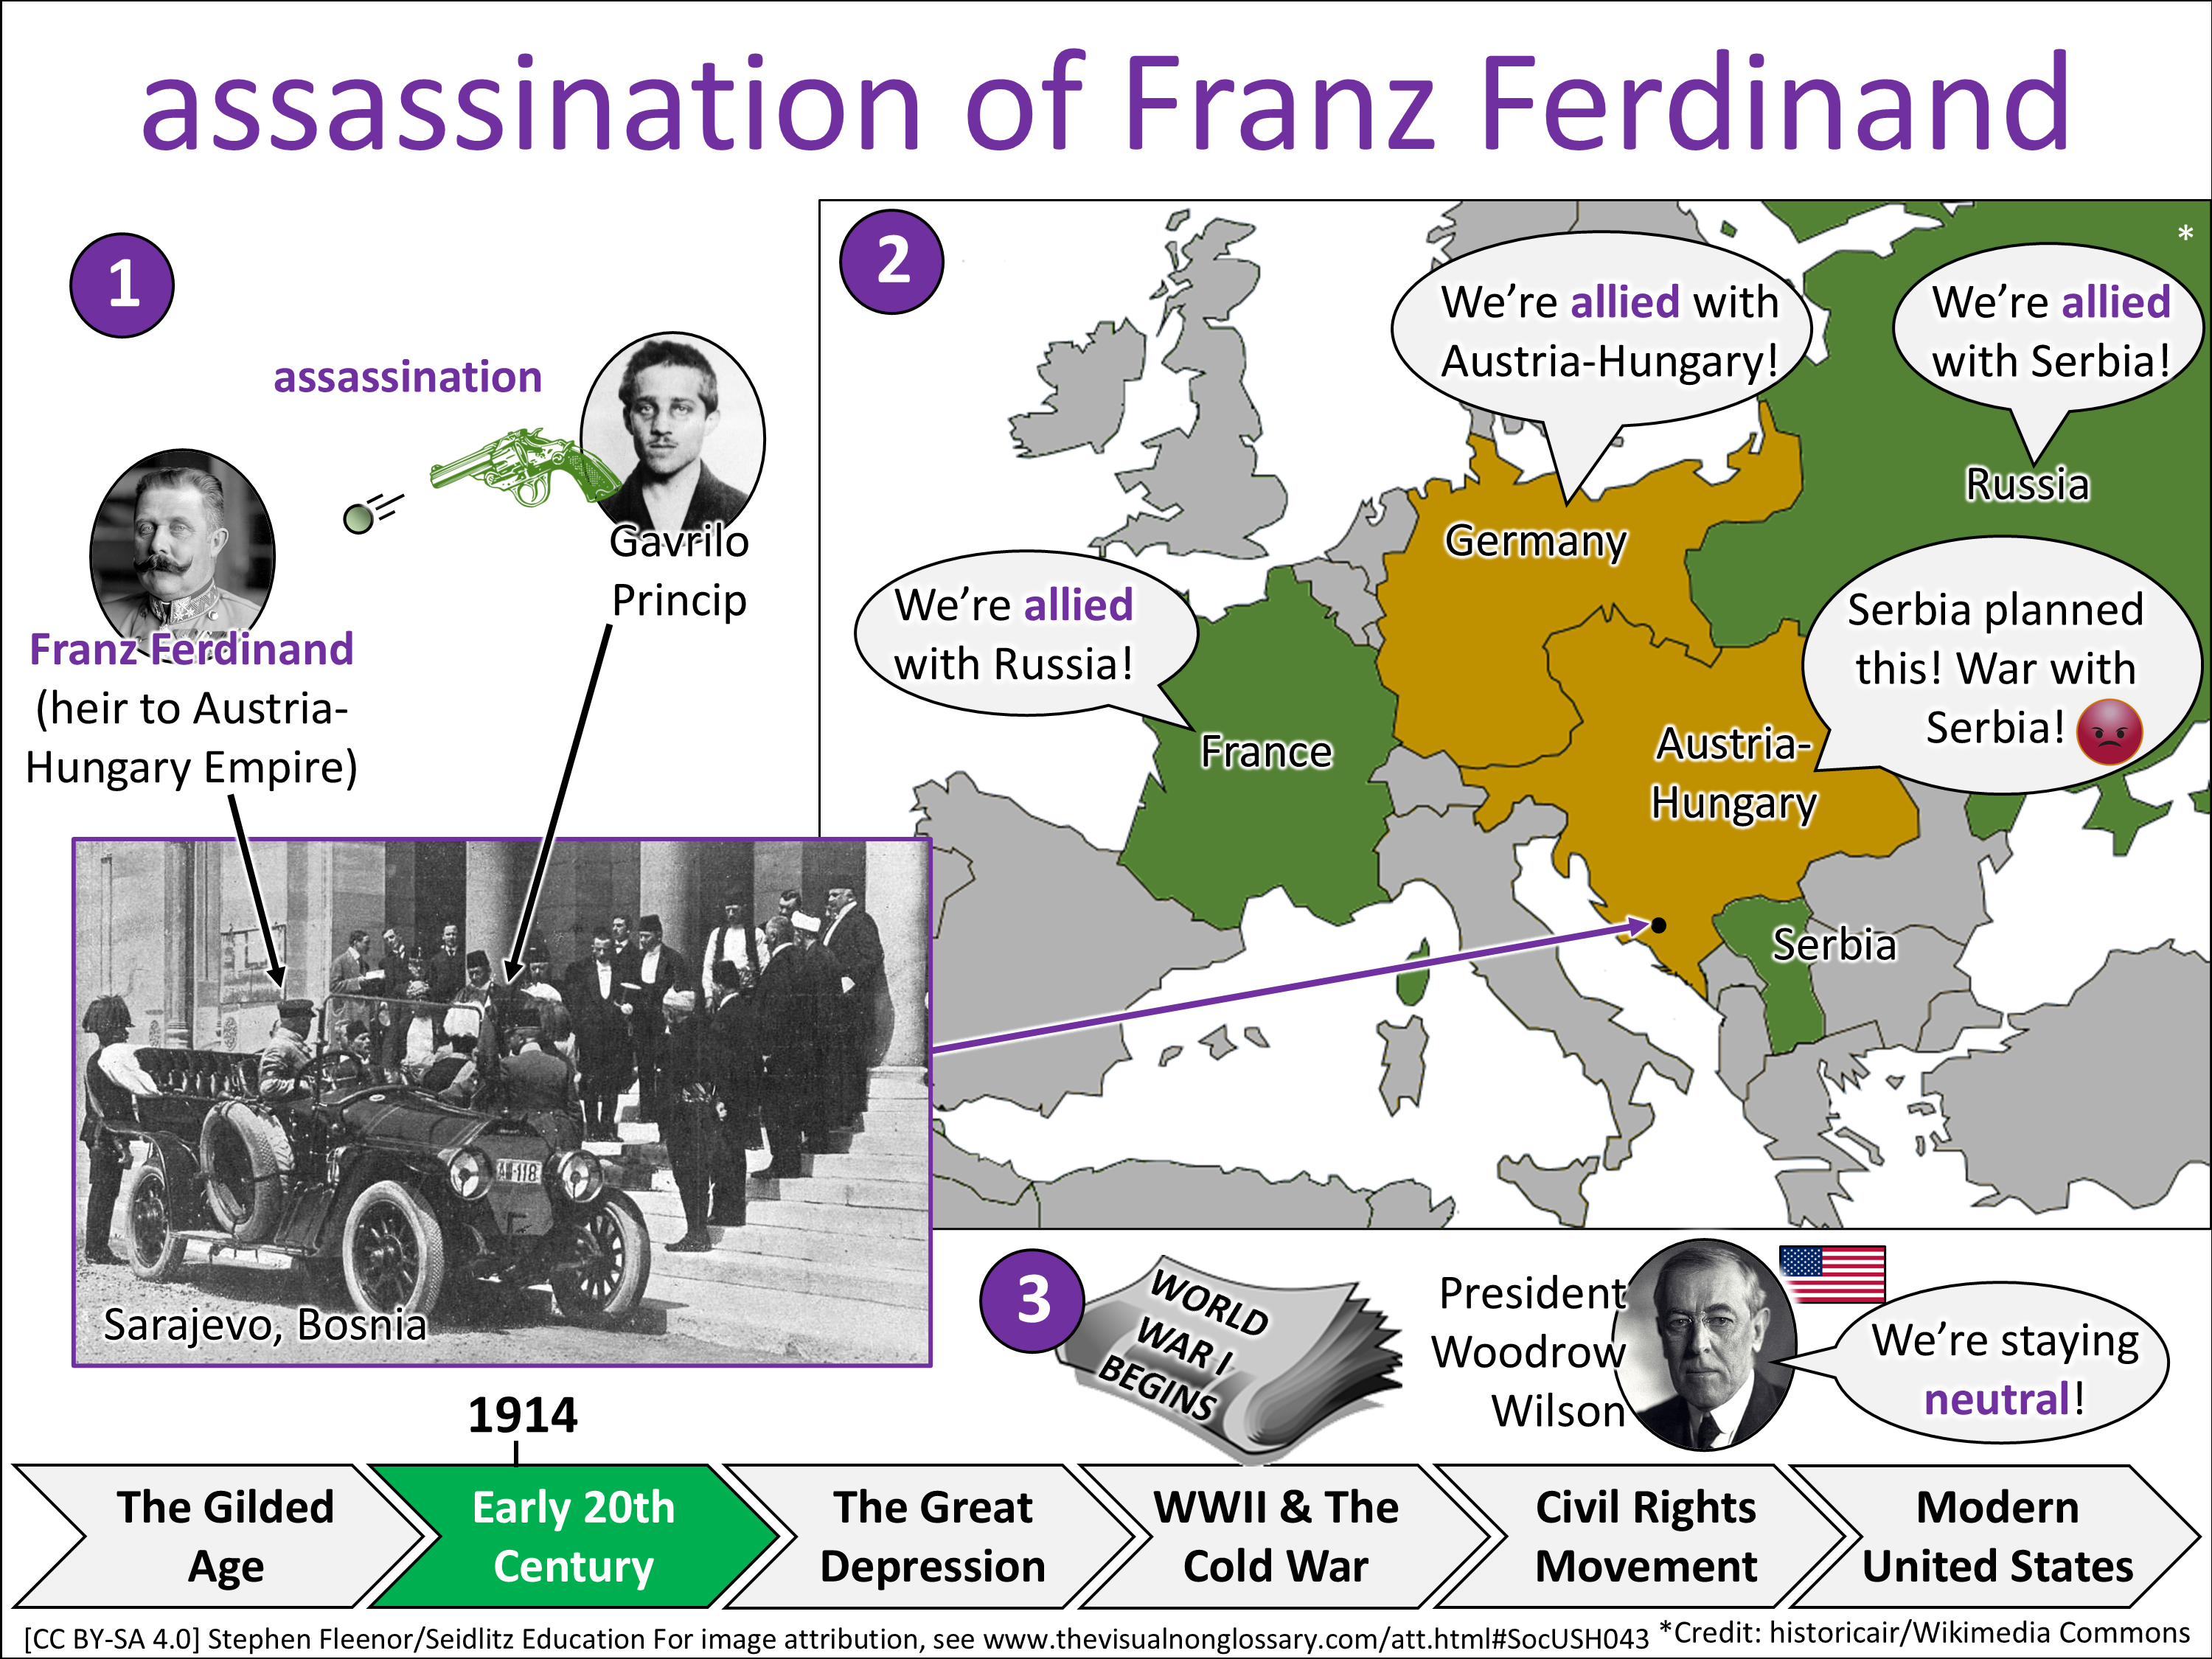 assassination of Franz Ferdinand
1
assassination
Gavrilo
Princip
Franz Ferdinand
(heir to Austria-
Hungary Empire)
Sarajevo, Bosnia
2
*
We're allied with
Austria-Hungary!
We're allied
with Serbia!
Russia
Germany
We're allied
with Russia!
Serbia planned
this! War with
Serbia!
France
Austria-
Hungary
Serbia
3
WORLD
WAR I
BEGINS
President
Woodrow
Wilson
We're staying
neutral!
1914
The Gilded
Age
Early 20th
Century
The Great
Depression
WWII & The
Cold War
Civil Rights
Movement
Modern
United States
[CC BY-SA 4.0] Stephen Fleenor/Seidlitz Education For image attribution, see www.thevisualnonglossary.com/att.html#SocUSH043 *Credit: historicair/Wikimedia Commons